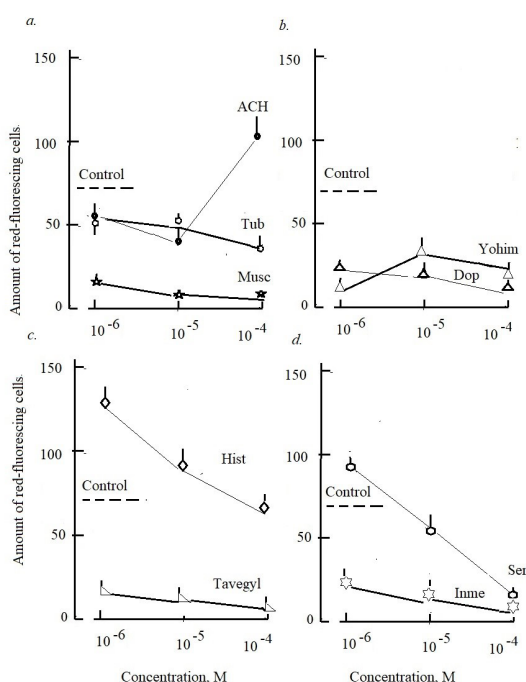 a.
150
100
50
0
Amount of red-fluorescing cells.
ACH
Control
Tub
Musc
10-6
10-5
10-4
b.
150
100
50
0
Control
Yohim
Dop
10-6
10-5
10-4
c.
150
100
50
0
Amount of red-fluorescing cells.
Hist
Control
Tavegyl
10-6
10-5
10-4
Concentration, M
d.
150
100
50
0
Control
Ser
Inme
10-6
10-5
10-4
Concentration, M